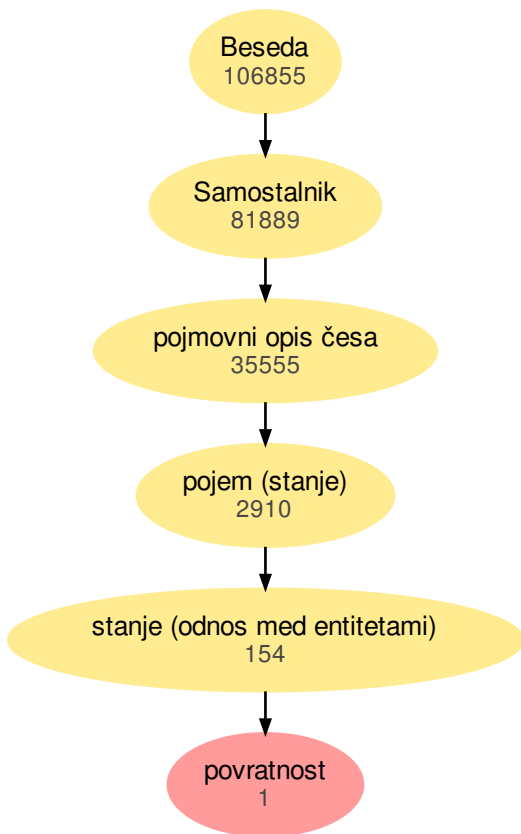 Beseda
106855
Samostalnik
81889
pojmovni opis česa
35555
pojem (stanje)
2910
stanje (odnos med entitetami)
154
povratnost
1